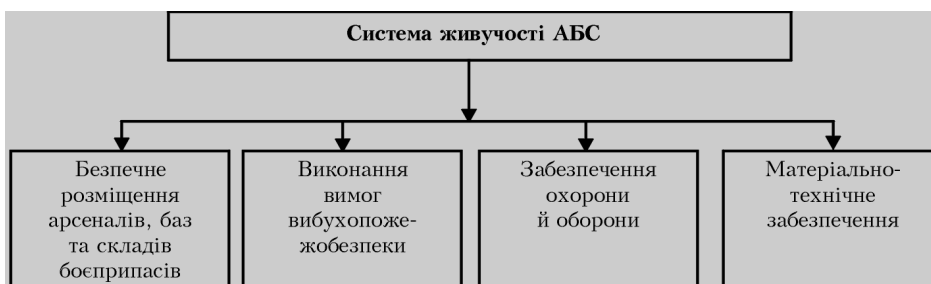 Система живучості АБС
Безпечне
розміщення
арсеналів, баз
та складів
боєприпасів
Виконання
вимог
вибухопоже-
жобезпеки
Забезпечення
охорони
й оборони
Матеріально-
технічне
забезпечення